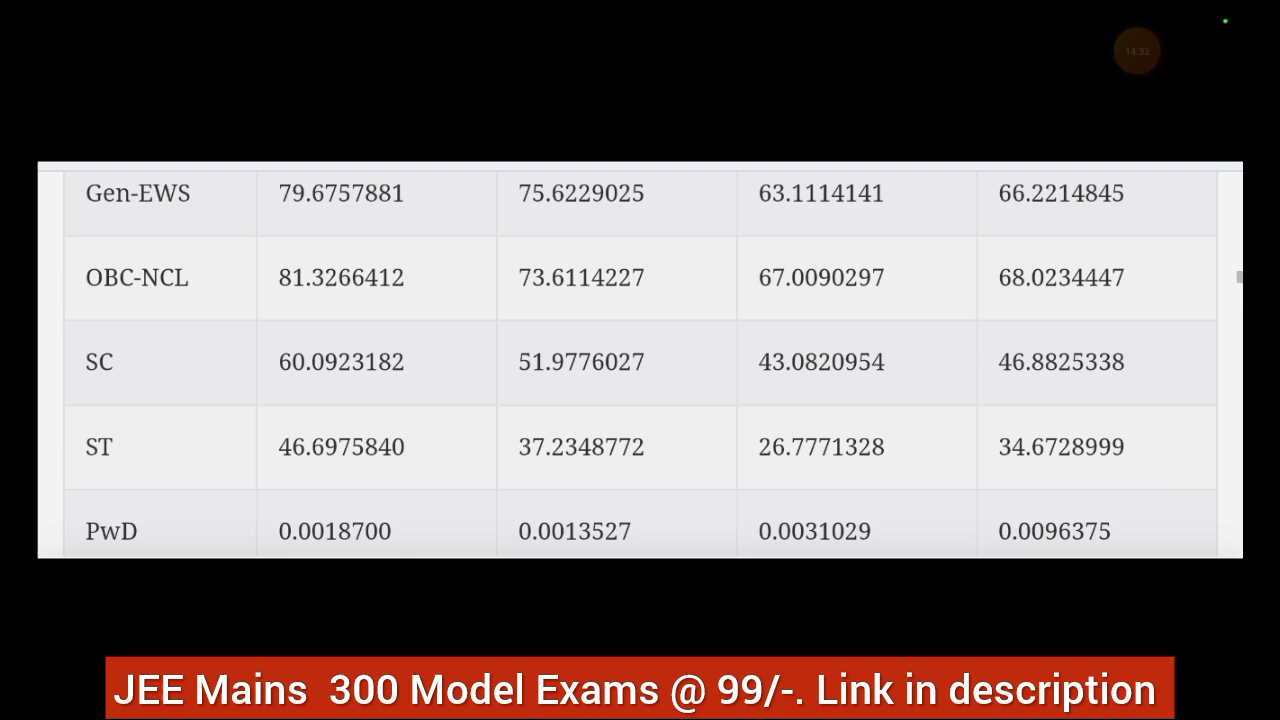 14:33
Gen-EWS 79.6757881 75.6229025 63.1114141 66.2214845
OBC-NCL 81.3266412 73.6114227 67.0090297 68.0234447
SC 60.0923182 51.9776027 43.0820954 46.8825338
ST 46.6975840 37.2348772 26.7771328 34.6728999
PwD 0.0018700 0.0013527 0.0031029 0.0096375
JEE Mains 300 Model Exams @ 99/-. Link in description